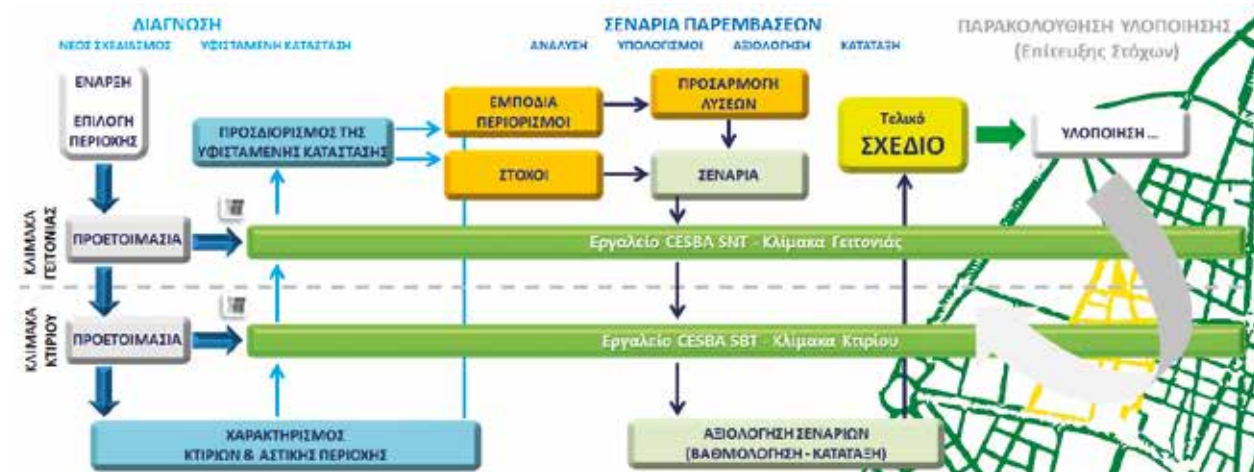 ΔΙΑΓΝΩΣΗ
ΣΕΝΑΡΙΑ ΠΑΡΕΜΒΑΣΕΩΝ
ΠΑΡΑΚΟΛΟΥΘΗΣΗ ΥΛΟΠΟΙΗΣΗΣ
(Επίτευξης Στόχων)
ΝΕΟΣ ΣΧΕΔΙΑΣΜΟΣ
ΥΦΙΣΤΑΜΕΝΗ ΚΑΤΑΣΤΑΣΗ
ΑΝΑΛΥΣΗ
ΥΠΟΛΟΓΙΣΜΟΙ
ΑΞΙΟΛΟΓΗΣΗ
ΚΑΤΑΤΑΞΗ
ΕΝΑΡΞΗ
ΕΠΙΛΟΓΗ
ΠΕΡΙΟΧΗΣ
ΠΡΟΣΔΙΟΡΙΣΜΟΣ ΤΗΣ
ΥΦΙΣΤΑΜΕΝΗΣ ΚΑΤΑΣΤΑΣΗΣ
ΕΜΠΟΔΙΑ
ΠΕΡΙΟΡΙΣΜΟΙ
ΠΡΟΣΑΡΜΟΓΗ
ΛΥΣΕΩΝ
ΣΤΟΧΟΙ
ΣΕΝΑΡΙΑ
Τελικό
ΣΧΕΔΙΟ
ΥΛΟΠΟΙΗΣΗ ...
ΚΛΙΜΑΚΑ
ΓΕΙΤΟΝΙΑΣ
ΠΡΟΕΤΟΙΜΑΣΙΑ
Εργαλείο CESBA SNT - Κλίμακα Γειτονιάς
ΚΛΙΜΑΚΑ
ΚΤΙΡΙΟΥ
ΠΡΟΕΤΟΙΜΑΣΙΑ
Εργαλείο CESBA SBT - Κλίμακα Κτιρίου
ΧΑΡΑΚΤΗΡΙΣΜΟΣ
ΚΤΙΡΙΩΝ & ΑΣΤΙΚΗΣ ΠΕΡΙΟΧΗΣ
ΑΞΙΟΛΟΓΗΣΗ ΣΕΝΑΡΙΩΝ
(ΒΑΘΜΟΛΟΓΗΣΗ - ΚΑΤΑΤΑΞΗ)